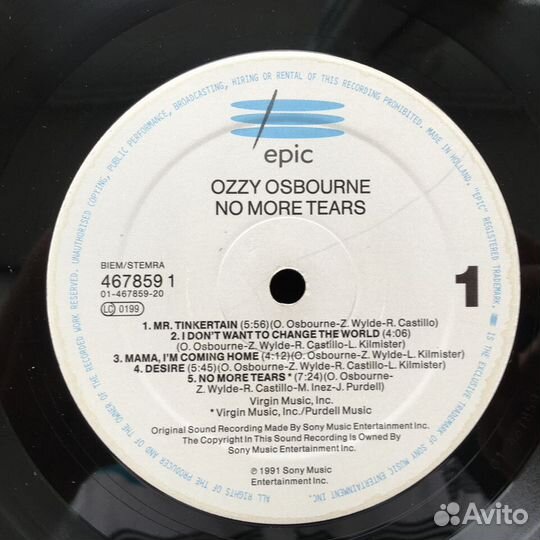 epic
OZZY OSBOURNE
NO MORE TEARS
BIEM/STEMRA
467859 1
01-467859-20
LC 0199
1
1. MR. TINKERTAIN (5:56)(O. Osbourne-Z. Wylde-R. Castillo)
2. I DON'T WANT TO CHANGE THE WORLD (4:06)
(O. Osbourne-Z. Wylde-R. Castillo-L. Kilmister)
3. MAMA, I'M COMING HOME (4:12)(O. Osbourne-Z. Wylde-L. Kilmister)
4. DESIRE (5:45)(O. Osbourne-Z. Wylde-R. Castillo-L. Kilmister)
5. NO MORE TEARS * (7:24)(O. Osbourne-
Z. Wylde-R. Castillo-M. Inez-J. Purdell)
Virgin Music, Inc.
* Virgin Music, Inc./Purdell Music
Original Sound Recording Made By Sony Music Entertainment Inc.
The Copyright In This Sound Recording Is Owned By
Sony Music Entertainment Inc.
℗ 1991 Sony Music
Entertainment Inc.
ALL RIGHTS OF THE PRODUCER AND OF THE OWNER OF THE RECORDED WORK RESERVED. UNAUTHORISED COPYING, PUBLIC PERFORMANCE, BROADCASTING, HIRING OR RENTAL OF THIS RECORDING PROHIBITED. MADE IN HOLLAND. "EPIC" REGISTERED TRADEMARK. IS THE EXCLUSIVE TRADEMARK OF SONY MUSIC ENTERTAINMENT INC.
Avito